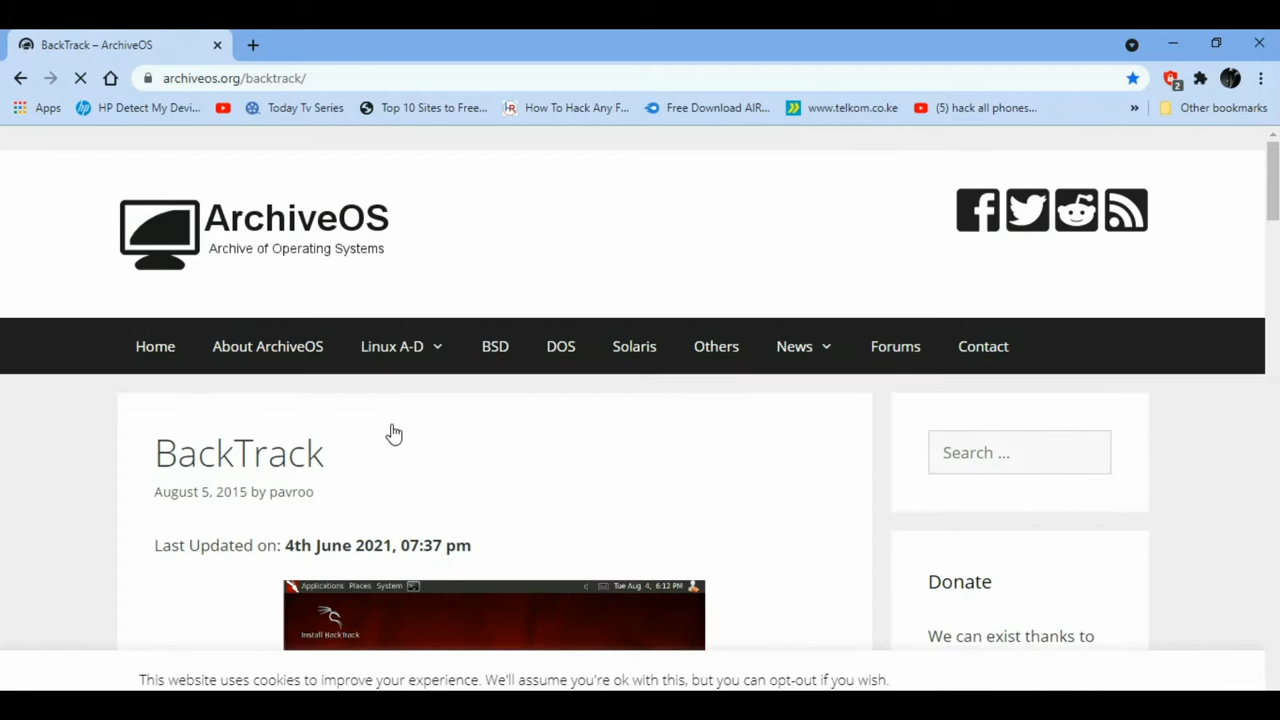 BackTrack – ArchiveOS
archiveos.org/backtrack/
2
Apps
HP Detect My Devi...
Today Tv Series
Top 10 Sites to Free...
How To Hack Any F...
Free Download AIR...
www.telkom.co.ke
(5) hack all phones...
»
Other bookmarks
ArchiveOS
Archive of Operating Systems
Home
About ArchiveOS
Linux A-D
BSD
DOS
Solaris
Others
News
Forums
Contact
BackTrack
August 5, 2015 by pavroo
Search ...
Last Updated on: 4th June 2021, 07:37 pm
Donate
Applications Places System
Tue Aug 4, 6:12 PM
Install BackTrack
We can exist thanks to
This website uses cookies to improve your experience. We'll assume you're ok with this, but you can opt-out if you wish.